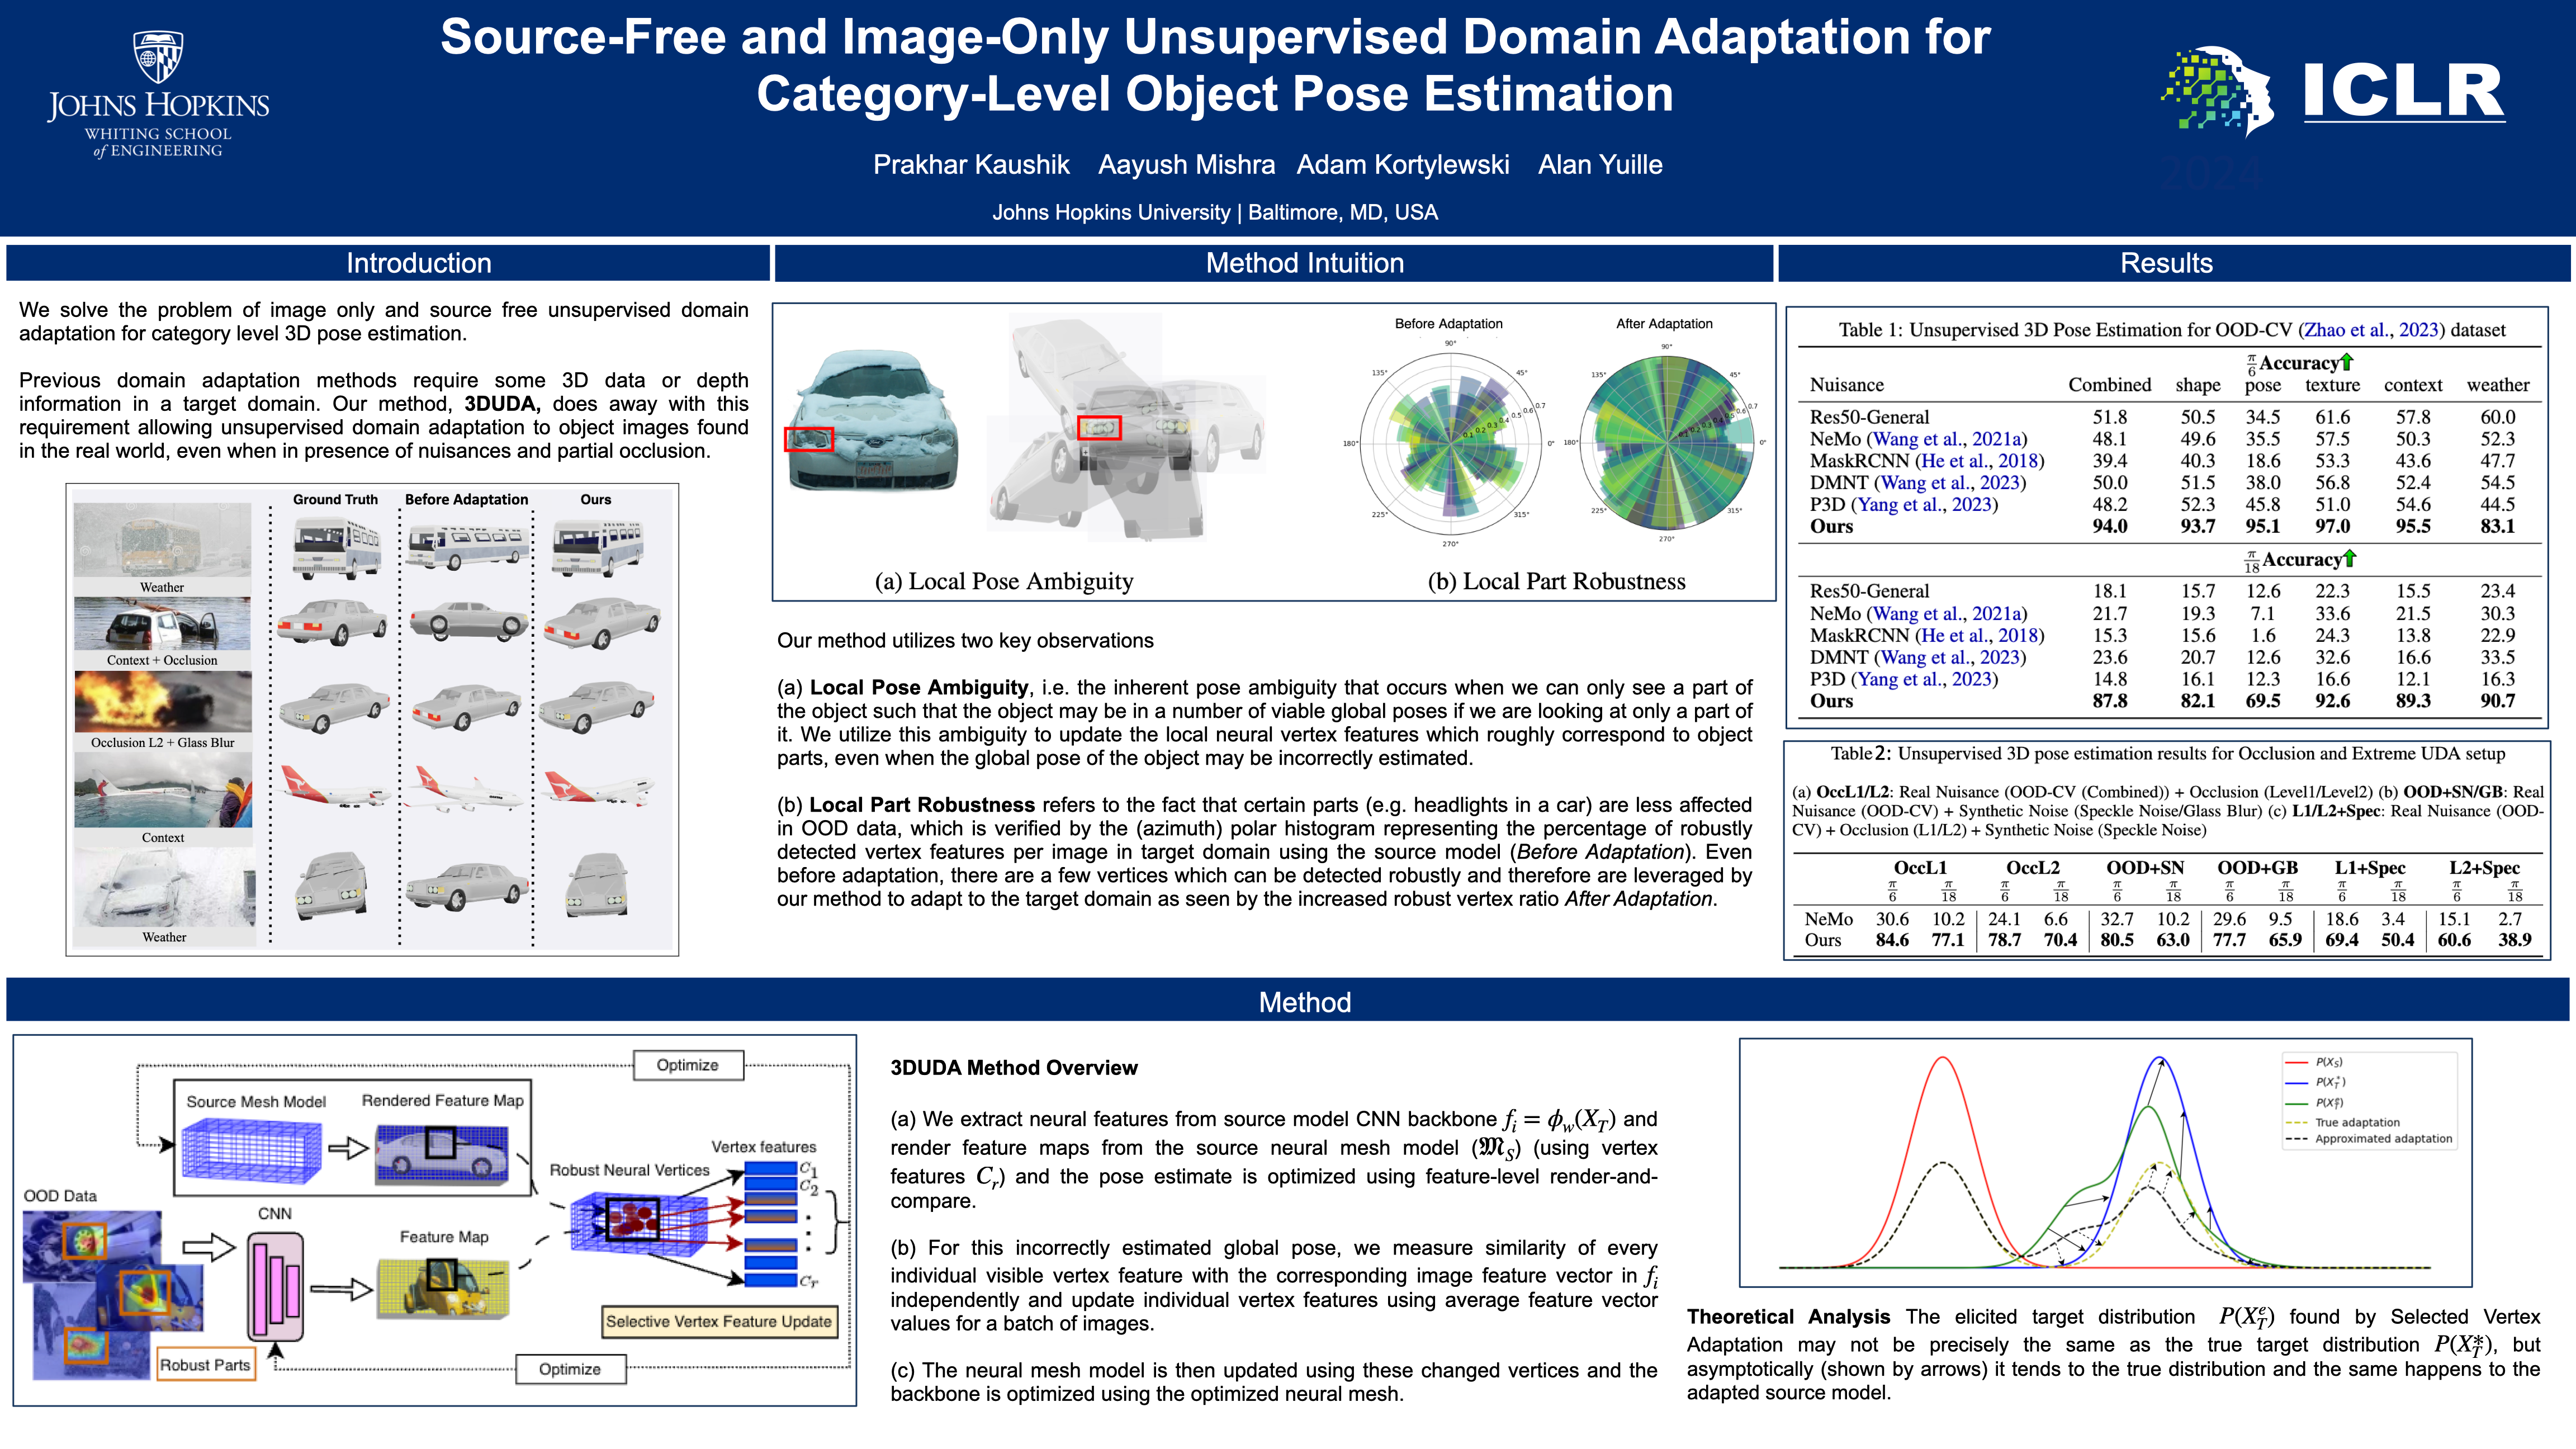 JOHNS HOPKINS
WHITING SCHOOL
of ENGINEERING
Source-Free and Image-Only Unsupervised Domain Adaptation for
Category-Level Object Pose Estimation
Prakhar Kaushik Aayush Mishra Adam Kortylewski Alan Yuille
Johns Hopkins University | Baltimore, MD, USA
ICLR
2024
Introduction
We solve the problem of image only and source free unsupervised domain
adaptation for category level 3D pose estimation.
Previous domain adaptation methods require some 3D data or depth
information in a target domain. Our method, 3DUDA, does away with this
requirement allowing unsupervised domain adaptation to object images found
in the real world, even when in presence of nuisances and partial occlusion.
Ground Truth Before Adaptation Ours
Weather
Context + Occlusion
Occlusion L2 + Glass Blur
Context
Weather
Method Intuition
Before Adaptation
90°
135° 45°
180° 0.1 0.2 0.3 0.4 0.5 0.6 0.7 0°
225° 315°
270°
After Adaptation
90°
135° 45°
180° 0.1 0.2 0.3 0.4 0.5 0.6 0.7 0°
225° 315°
270°
(a) Local Pose Ambiguity
(b) Local Part Robustness
Our method utilizes two key observations
(a) Local Pose Ambiguity, i.e. the inherent pose ambiguity that occurs when we can only see a part of
the object such that the object may be in a number of viable global poses if we are looking at only a part of
it. We utilize this ambiguity to update the local neural vertex features which roughly correspond to object
parts, even when the global pose of the object may be incorrectly estimated.
(b) Local Part Robustness refers to the fact that certain parts (e.g. headlights in a car) are less affected
in OOD data, which is verified by the (azimuth) polar histogram representing the percentage of robustly
detected vertex features per image in target domain using the source model (Before Adaptation). Even
before adaptation, there are a few vertices which can be detected robustly and therefore are leveraged by
our method to adapt to the target domain as seen by the increased robust vertex ratio After Adaptation.
Results
Table 1: Unsupervised 3D Pose Estimation for OOD-CV (Zhao et al., 2023) dataset
π/6 Accuracy⬆
Nuisance Combined shape pose texture context weather
Res50-General 51.8 50.5 34.5 61.6 57.8 60.0
NeMo (Wang et al., 2021a) 48.1 49.6 35.5 57.5 50.3 52.3
MaskRCNN (He et al., 2018) 39.4 40.3 18.6 53.3 43.6 47.7
DMNT (Wang et al., 2023) 50.0 51.5 38.0 56.8 52.4 54.5
P3D (Yang et al., 2023) 48.2 52.3 45.8 51.0 54.6 44.5
Ours 94.0 93.7 95.1 97.0 95.5 83.1
π/18 Accuracy⬆
Res50-General 18.1 15.7 12.6 22.3 15.5 23.4
NeMo (Wang et al., 2021a) 21.7 19.3 7.1 33.6 21.5 30.3
MaskRCNN (He et al., 2018) 15.3 15.6 1.6 24.3 13.8 22.9
DMNT (Wang et al., 2023) 23.6 20.7 12.6 32.6 16.6 33.5
P3D (Yang et al., 2023) 14.8 16.1 12.3 16.6 12.1 16.3
Ours 87.8 82.1 69.5 92.6 89.3 90.7
Table 2: Unsupervised 3D pose estimation results for Occlusion and Extreme UDA setup
(a) OccL1/L2: Real Nuisance (OOD-CV (Combined)) + Occlusion (Level1/Level2) (b) OOD+SN/GB: Real
Nuisance (OOD-CV) + Synthetic Noise (Speckle Noise/Glass Blur) (c) L1/L2+Spec: Real Nuisance (OOD-
CV) + Occlusion (L1/L2) + Synthetic Noise (Speckle Noise)
OccL1 OccL2 OOD+SN OOD+GB L1+Spec L2+Spec
π/6 π/18 π/6 π/18 π/6 π/18 π/6 π/18 π/6 π/18 π/6 π/18
NeMo 30.6 10.2 24.1 6.6 32.7 10.2 29.6 9.5 18.6 3.4 15.1 2.7
Ours 84.6 77.1 78.7 70.4 80.5 63.0 77.7 65.9 69.4 50.4 60.6 38.9
Method
Optimize
Source Mesh Model Rendered Feature Map
Vertex features
Robust Neural Vertices
C1
C2
Cr
OOD Data
CNN
Feature Map
Selective Vertex Feature Update
Robust Parts
Optimize
3DUDA Method Overview
(a) We extract neural features from source model CNN backbone f_i = ϕ_w(X_T) and
render feature maps from the source neural mesh model (𝔐_S) (using vertex
features C_r) and the pose estimate is optimized using feature-level render-and-
compare.
(b) For this incorrectly estimated global pose, we measure similarity of every
individual visible vertex feature with the corresponding image feature vector in f_i
independently and update individual vertex features using average feature vector
values for a batch of images.
(c) The neural mesh model is then updated using these changed vertices and the
backbone is optimized using the optimized neural mesh.
P(X_S)
P(X_T^*)
P(X_T^e)
True adaptation
Approximated adaptation
Theoretical Analysis The elicited target distribution P(X_T^e) found by Selected Vertex
Adaptation may not be precisely the same as the true target distribution P(X_T^*), but
asymptotically (shown by arrows) it tends to the true distribution and the same happens to the
adapted source model.